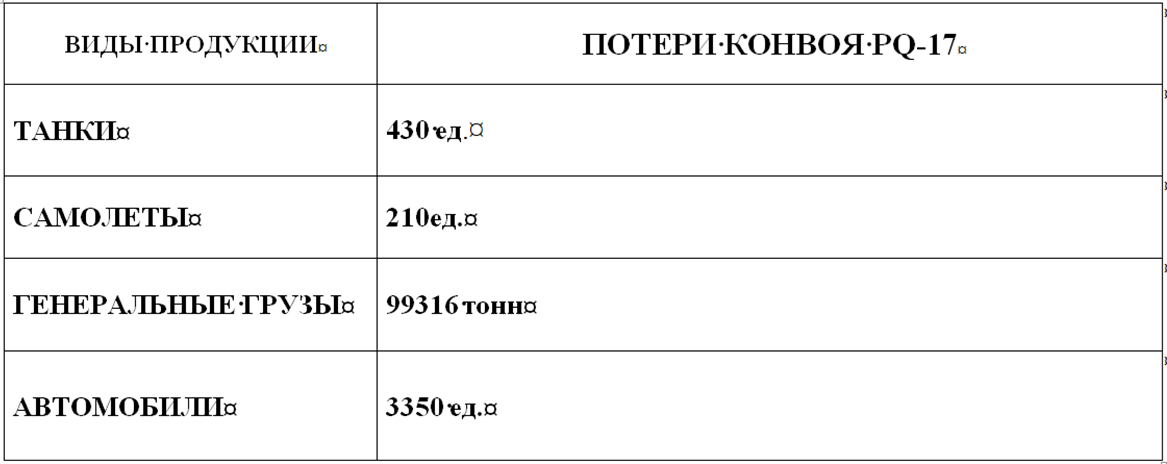 ВИДЫ·ПРОДУКЦИИ¤
ПОТЕРИ·КОНВОЯ·PQ-17¤
ТАНКИ¤
430·ед.¤
САМОЛЕТЫ¤
210ед.¤
ГЕНЕРАЛЬНЫЕ·ГРУЗЫ¤
99316·тонн¤
АВТОМОБИЛИ¤
3350·ед.¤